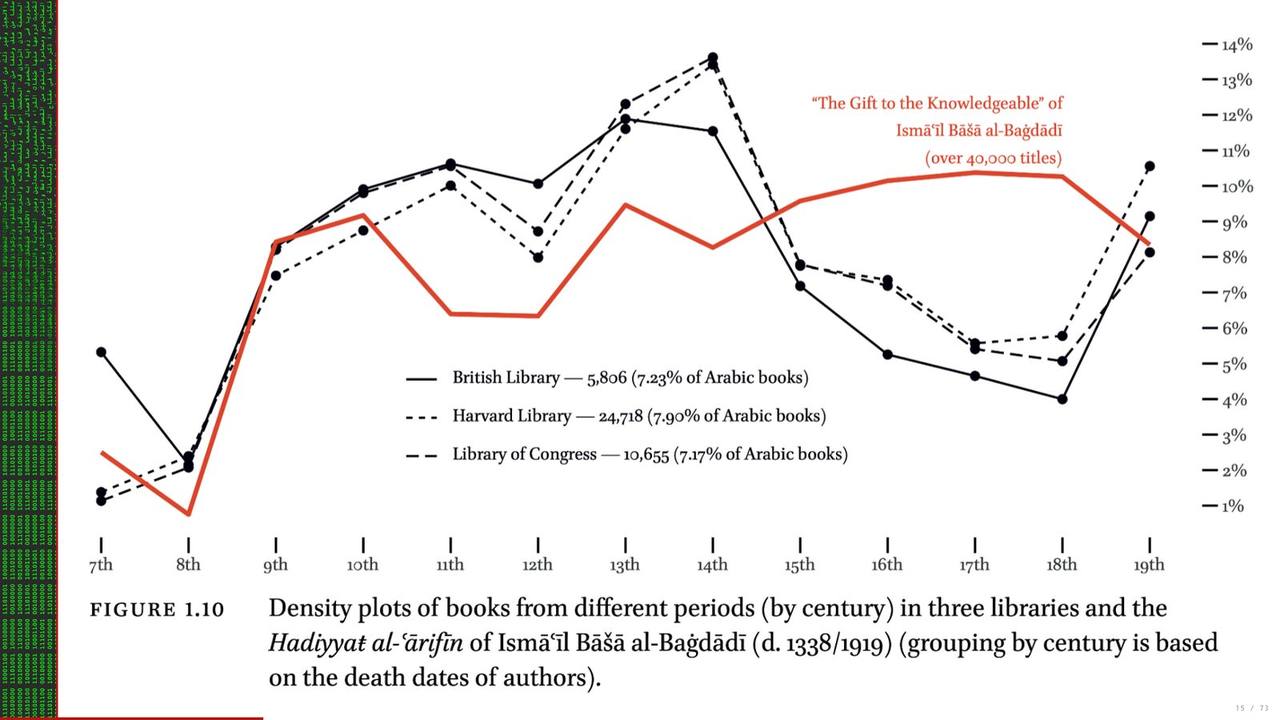 14%
13%
"The Gift to the Knowledgeable" of
12%
Ismāʿīl Bāšā al-Baġdādī
11%
(over 40,000 titles)
10%
9%
8%
7%
6%
5%
British Library — 5,806 (7.23% of Arabic books)
4%
Harvard Library — 24,718 (7.90% of Arabic books)
3%
Library of Congress — 10,655 (7.17% of Arabic books)
2%
1%
7th 8th 9th 10th 11th 12th 13th 14th 15th 16th 17th 18th 19th
FIGURE 1.10 Density plots of books from different periods (by century) in three libraries and the
Hadiyyaŧ al-ʿārifīn of Ismāʿīl Bāšā al-Baġdādī (d. 1338/1919) (grouping by century is based
on the death dates of authors).
15 / 73